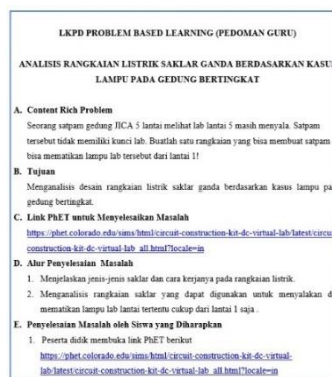 LKPD PROBLEM BASED LEARNING (PEDOMAN GURU)
ANALISIS RANGKAIAN LISTRIK SAKLAR GANDA BERDASARKAN KASU
LAMPU PADA GEDUNG BERTINGKAT
A. Content Rich Problem
Seorang satpam gedung JICA 5 lantai melihat lab lantai 5 masih menyala. Satpam
tersebut tidak memiliki kunci lab. Buatlah satu rangkaian yang bisa membuat satpam
bisa mematikan lampu lab tersebut dari lantai 1!
B. Tujuan
Menganalisis desain rangkaian listrik saklar ganda berdasarkan kasus lampu pa
gedung bertingkat.
C. Link PhET untuk Menyelesaikan Masalah
https://phet.colorado.edu/sims/html/circuit-construction-kit-dc-virtual-lab/latest/circu
construction-kit-dc-virtual-lab_all.html?locale=in
D. Alur Penyelesaian Masalah
1. Menjelaskan jenis-jenis saklar dan cara kerjanya pada rangkaian listrik.
2. Menganalisis rangkaian saklar yang dapat digunakan untuk menyalakan d
mematikan lampu lab lantai tertentu cukup dari lantai 1 saja.
E. Penyelesaian Masalah oleh Siswa yang Diharapkan
1. Peserta didik membuka link PhET berikut
https://phet.colorado.edu/sims/html/circuit-construction-kit-dc-virtual-
lab/latest/circuit-construction-kit-dc-virtual-lab_all.html?locale=in